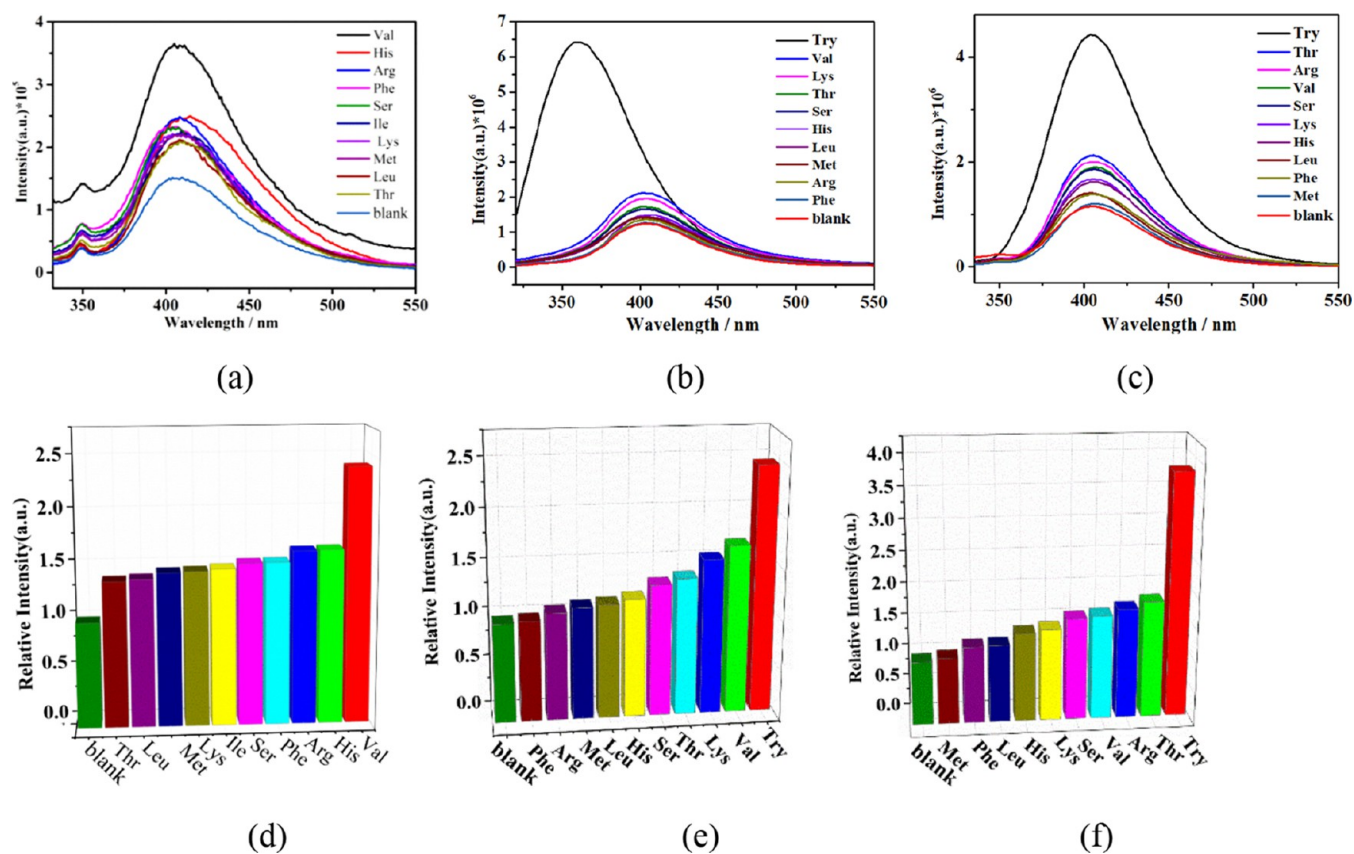 Intensity(a.u.)*10⁵
4
3
2
1
0
350
400
450
500
550
Wavelength / nm
Val
His
Arg
Phe
Ser
Ile
Lys
Met
Leu
Thr
blank
(a)
Intensity(a.u.)*10⁶
7
6
5
4
3
2
1
0
350
400
450
500
550
Wavelength / nm
Try
Val
Lys
Thr
Ser
His
Leu
Met
Arg
Phe
blank
(b)
Intensity(a.u.)*10⁶
4
2
0
350
400
450
500
550
Wavelength / nm
Try
Thr
Arg
Val
Ser
Lys
His
Leu
Phe
Met
blank
(c)
Relative Intensity(a.u.)
2.5
2.0
1.5
1.0
0.5
0.0
blank
Thr
Leu
Met
Lys
Ile
Ser
Phe
Arg
His
Val
(d)
Relative Intensity(a.u.)
2.5
2.0
1.5
1.0
0.5
0.0
blank
Phe
Arg
Met
Leu
His
Ser
Thr
Lys
Val
Try
(e)
Relative Intensity(a.u.)
4.0
3.5
3.0
2.5
2.0
1.5
1.0
0.5
0.0
blank
Met
Phe
Leu
His
Lys
Ser
Val
Arg
Thr
Try
(f)